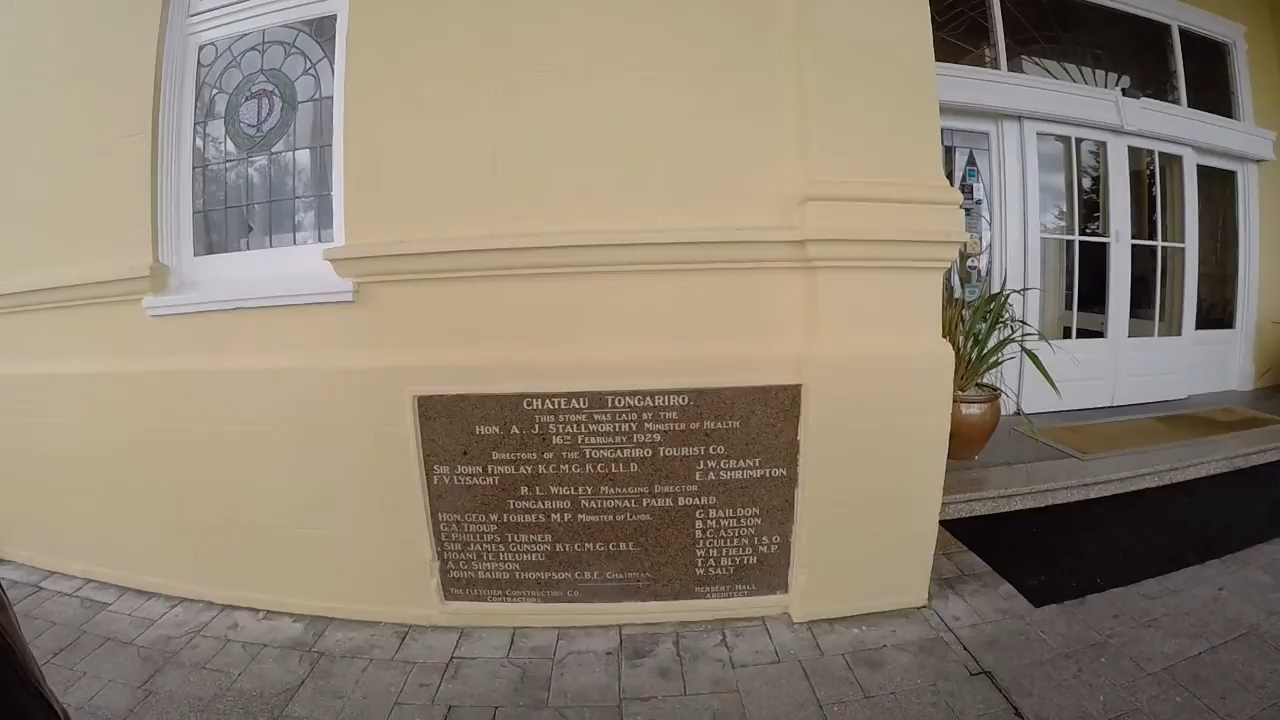 CHATEAU TONGARIRO.
THIS STONE WAS LAID BY THE
HON. A. J. STALLWORTHY MINISTER OF HEALTH
16TH FEBRUARY 1929.
DIRECTORS OF THE TONGARIRO TOURIST CO.
SIR JOHN FINDLAY K.C.M.G. K.C. LL.D. J.W. GRANT
F.V. LYSAGHT E.A. SHRIMPTON
R. L. WIGLEY MANAGING DIRECTOR.
TONGARIRO NATIONAL PARK BOARD.
HON. GEO. W. FORBES M.P. MINISTER OF LANDS. G. BAILDON
G.A. TROUP B.M. WILSON
E. PHILLIPS TURNER B.C. ASTON
SIR JAMES GUNSON KT. C.M.G. C.B.E. J. CULLEN I.S.O.
HOANI TE HEUHEU W.H. FIELD. M.P.
A.G. SIMPSON T.A. BLYTH
JOHN BAIRD THOMPSON C.B.E. CHAIRMAN. W. SALT
THE FLETCHER CONSTRUCTION CO. HERBERT HALL
CONTRACTORS. ARCHITECT.